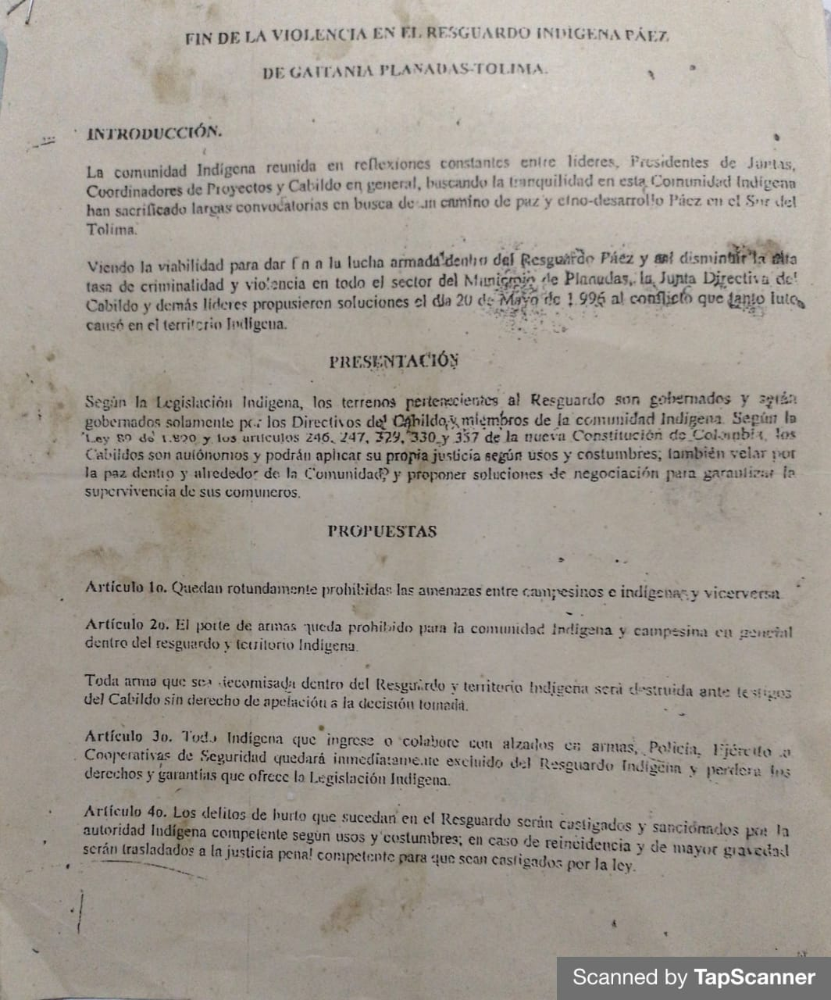 FIN DE LA VIOLENCIA EN EL RESGUARDO INDÍGENA PÁEZ
DE GAITANIA PLANADAS-TOLIMA.
INTRODUCCIÓN.
La comunidad Indígena reunida en reflexiones constantes entre líderes, Presidentes de Juntas,
Coordinadores de Proyectos y Cabildo en general, buscando la tranquilidad en esta Comunidad Indígena
han sacrificado largas convocatorias en busca de un camino de paz y etno-desarrollo Páez en el Sur del
Tolima.
Viendo la viabilidad para dar fin a la lucha armada dentro del Resguardo Páez y así disminuir la alta
tasa de criminalidad y violencia en todo el sector del Municipio de Planadas, la Junta Directiva del
Cabildo y demás líderes propusieron soluciones el día 20 de Mayo de 1.996 al conflicto que tanto luto
causó en el territorio Indígena.
PRESENTACIÓN
Según la Legislación Indígena, los terrenos pertenecientes al Resguardo son gobernados y serán
gobernados solamente por los Directivos del Cabildo y miembros de la comunidad Indígena. Según la
Ley 89 de 1.890 y los artículos 246, 247, 329, 330 y 357 de la nueva Constitución de Colombia, los
Cabildos son autónomos y podrán aplicar su propia justicia según usos y costumbres; también velar por
la paz dentro y alrededor de la Comunidad y proponer soluciones de negociación para garantizar la
supervivencia de sus comuneros.
PROPUESTAS
Artículo 1o. Quedan rotundamente prohibidas las amenazas entre campesinos e indígenas y vicerversa
Artículo 2o. El porte de armas queda prohibido para la comunidad Indígena y campesina en general
dentro del resguardo y territorio Indígena.
Toda arma que sea decomisada dentro del Resguardo y territorio Indígena será destruida ante testigos
del Cabildo sin derecho de apelación a la decisión tomada.
Artículo 3o. Todo Indígena que ingrese o colabore con alzados en armas, Policía, Ejército o
Cooperativas de Seguridad quedará inmediatamente excluido del Resguardo Indígena y perderá los
derechos y garantías que ofrece la Legislación Indígena.
Artículo 4o. Los delitos de hurto que sucedan en el Resguardo serán castigados y sancionados por la
autoridad Indígena competente según usos y costumbres; en caso de reincidencia y de mayor gravedad
serán trasladados a la justicia penal competente para que sean castigados por la ley.
Scanned by TapScanner